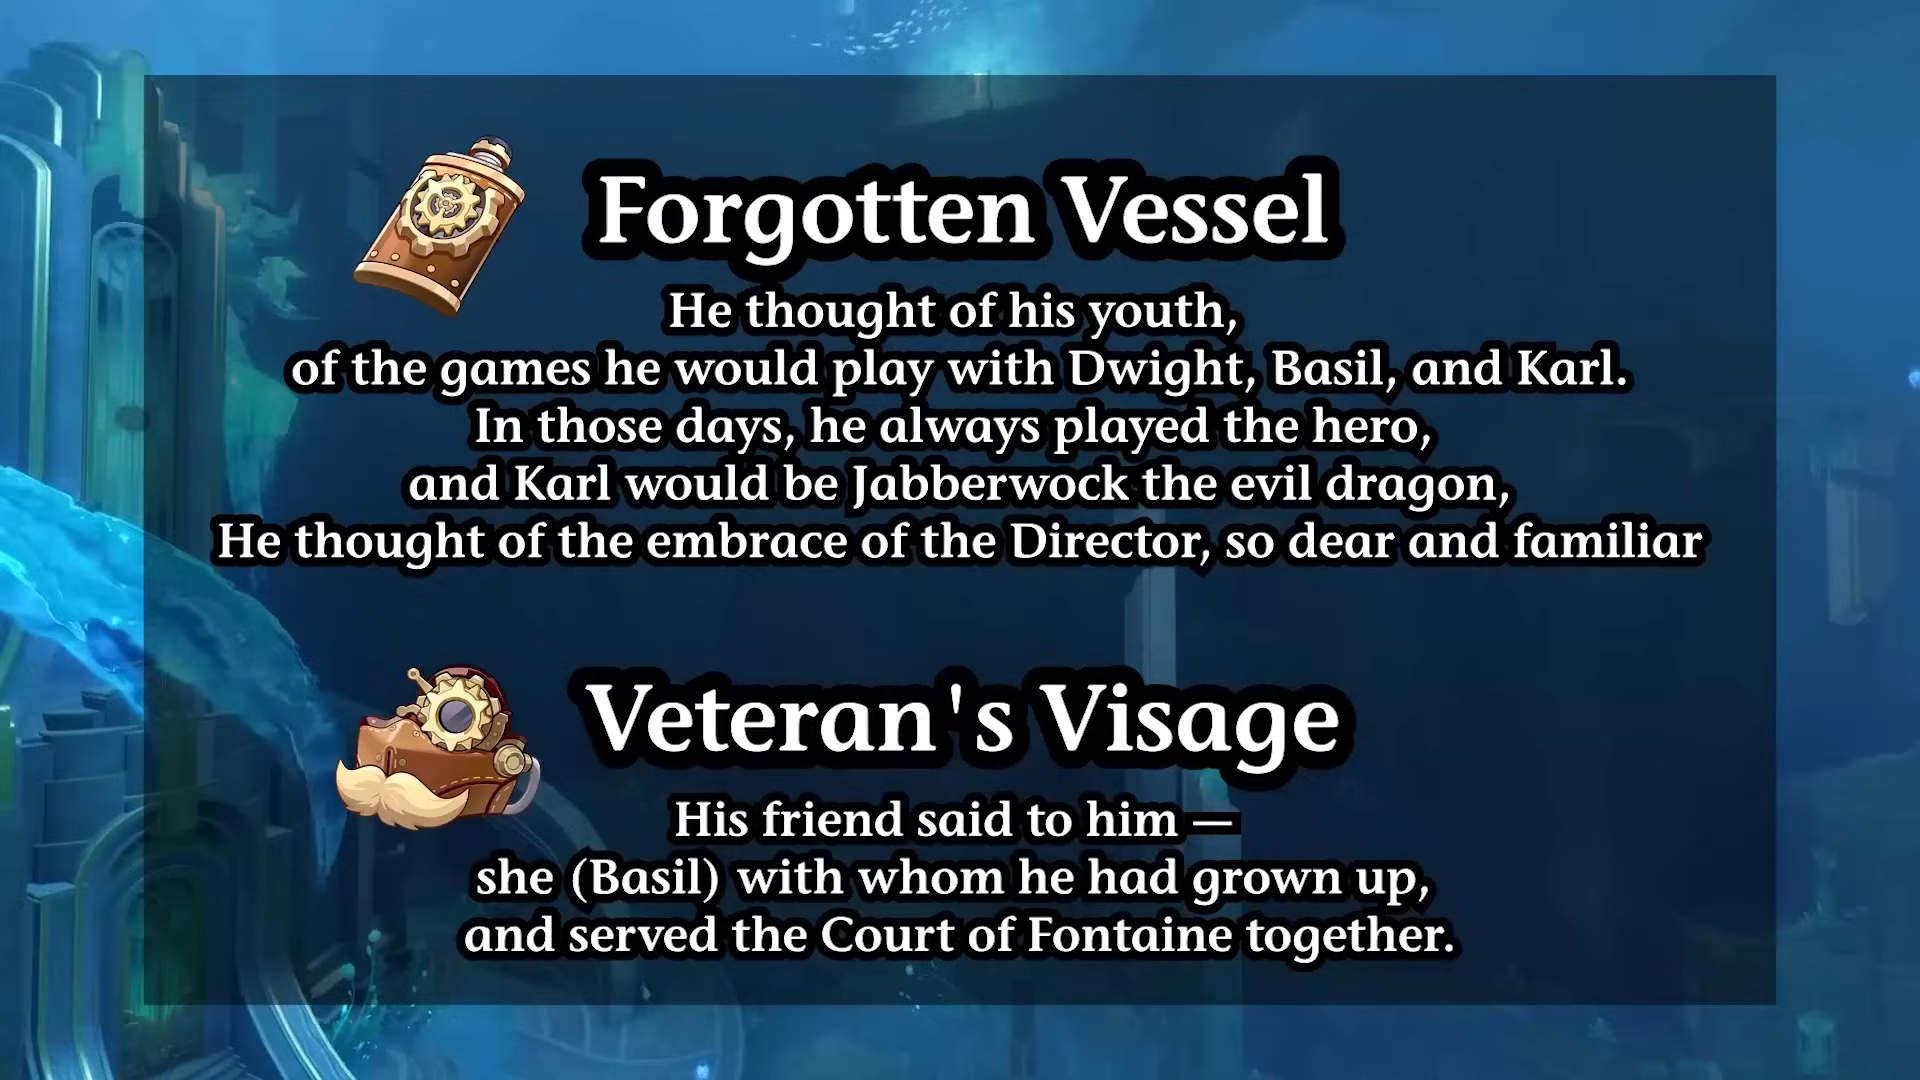 Forgotten Vessel
He thought of his youth,
of the games he would play with Dwight, Basil, and Karl.
In those days, he always played the hero,
and Karl would be Jabberwock the evil dragon,
He thought of the embrace of the Director, so dear and familiar
Veteran's Visage
His friend said to him —
she (Basil) with whom he had grown up,
and served the Court of Fontaine together.